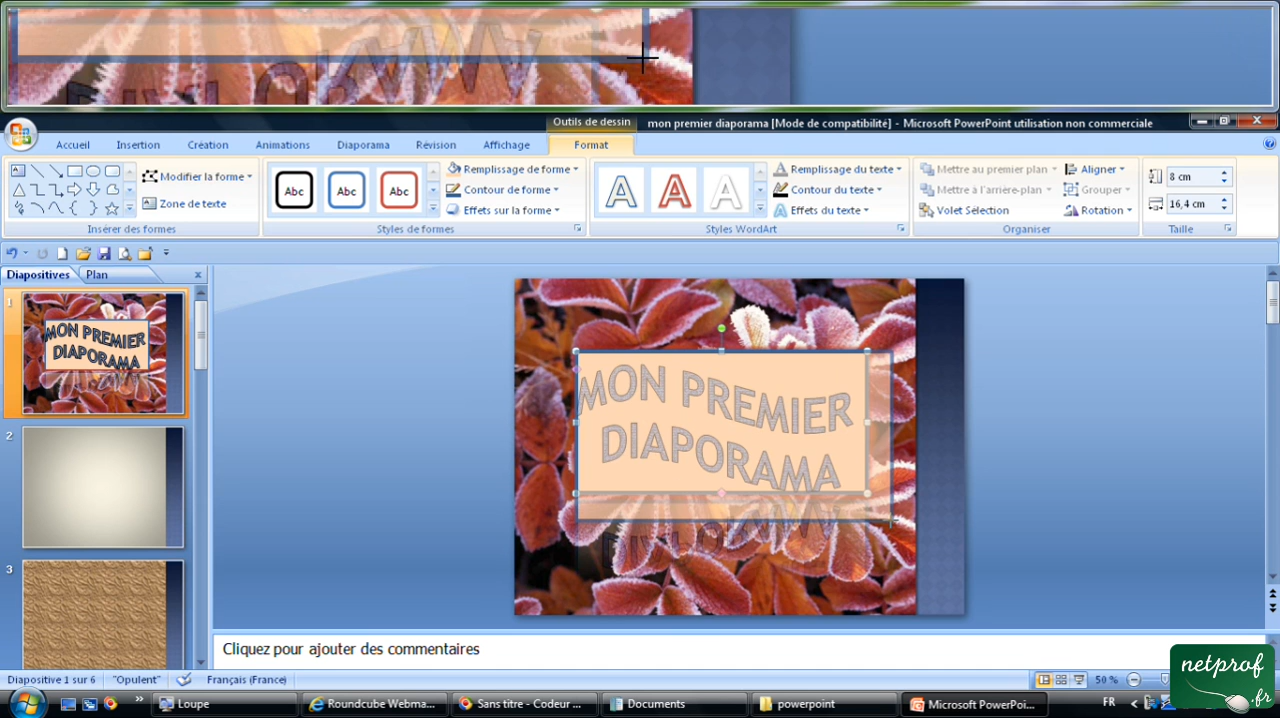 Outils de dessin
mon premier diaporama [Mode de compatibilité] - Microsoft PowerPoint utilisation non commerciale
Accueil Insertion Création Animations Diaporama Révision Affichage Format
Modifier la forme
Zone de texte
Insérer des formes
Abc Abc Abc
Remplissage de forme
Contour de forme
Effets sur la forme
Styles de formes
A A A
Remplissage du texte
Contour du texte
Effets du texte
Styles WordArt
Mettre au premier plan
Mettre à l'arrière-plan
Volet Sélection
Aligner
Grouper
Rotation
Organiser
8 cm
16,4 cm
Taille
Diapositives Plan
1
MON PREMIER
DIAPORAMA
2
3
MON PREMIER
DIAPORAMA
Cliquez pour ajouter des commentaires
Diapositive 1 sur 6 "Opulent" Français (France) 50 %
netprof
.fr
Loupe Roundcube Webma... Sans titre - Codeur ... Documents powerpoint Microsoft PowerPoi... FR